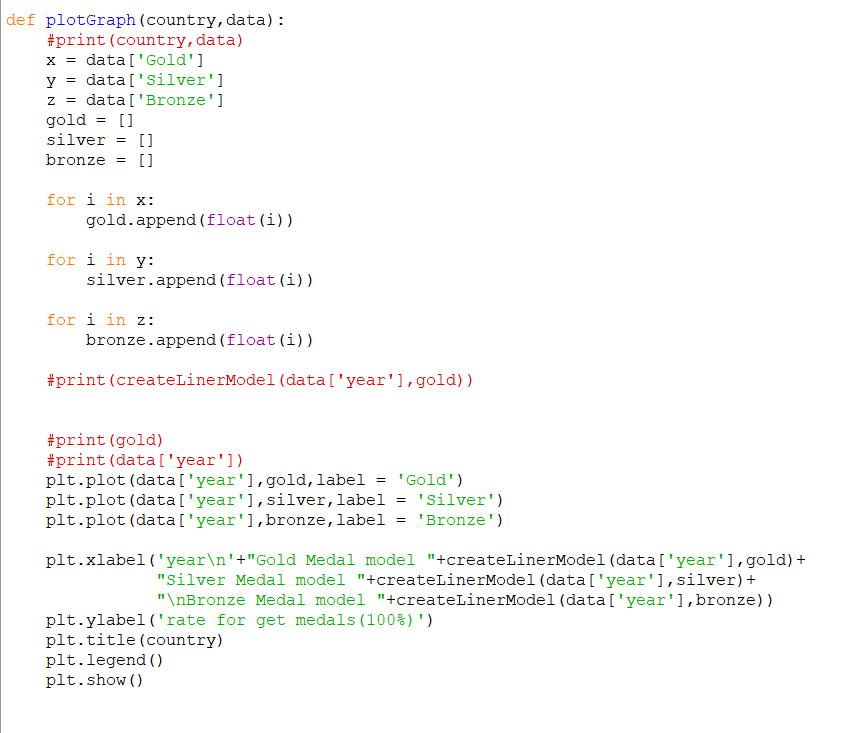 def plotGraph(country,data):
    #print(country,data)
    x = data['Gold']
    y = data['Silver']
    z = data['Bronze']
    gold = []
    silver = []
    bronze = []

    for i in x:
        gold.append(float(i))

    for i in y:
        silver.append(float(i))

    for i in z:
        bronze.append(float(i))

    #print(createLinerModel(data['year'],gold))


    #print(gold)
    #print(data['year'])
    plt.plot(data['year'],gold,label = 'Gold')
    plt.plot(data['year'],silver,label = 'Silver')
    plt.plot(data['year'],bronze,label = 'Bronze')

    plt.xlabel('year\n'+"Gold Medal model "+createLinerModel(data['year'],gold)+
               "Silver Medal model "+createLinerModel(data['year'],silver)+
               "\nBronze Medal model "+createLinerModel(data['year'],bronze))
    plt.ylabel('rate for get medals(100%)')
    plt.title(country)
    plt.legend()
    plt.show()